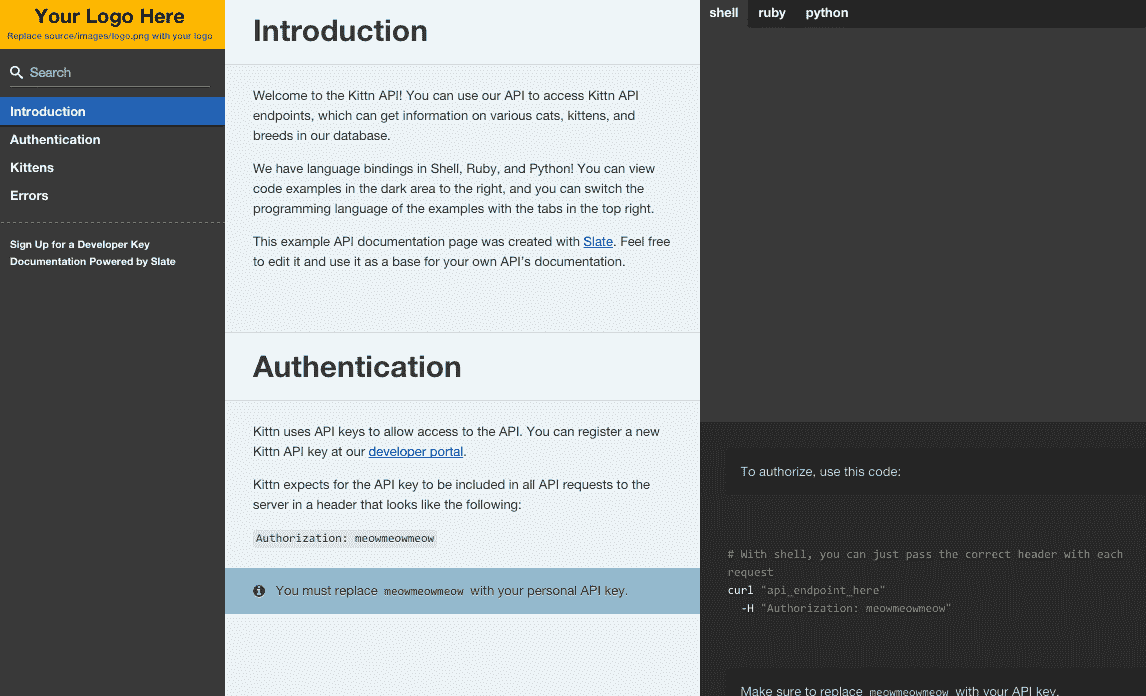 Your Logo Here
Replace source/images/logo.png with your logo
Search
Introduction
Authentication
Kittens
Errors
Sign Up for a Developer Key
Documentation Powered by Slate
Introduction
Welcome to the Kittn API! You can use our API to access Kittn API
endpoints, which can get information on various cats, kittens, and
breeds in our database.
We have language bindings in Shell, Ruby, and Python! You can view
code examples in the dark area to the right, and you can switch the
programming language of the examples with the tabs in the top right.
This example API documentation page was created with Slate. Feel free
to edit it and use it as a base for your own API's documentation.
Authentication
Kittn uses API keys to allow access to the API. You can register a new
Kittn API key at our developer portal.
Kittn expects for the API key to be included in all API requests to the
server in a header that looks like the following:
Authorization: meowmeowmeow
You must replace meowmeowmeow with your personal API key.
shell ruby python
To authorize, use this code:
# With shell, you can just pass the correct header with each
request
curl "api_endpoint_here"
-H "Authorization: meowmeowmeow"
Make sure to replace meowmeowmeow with your API key.